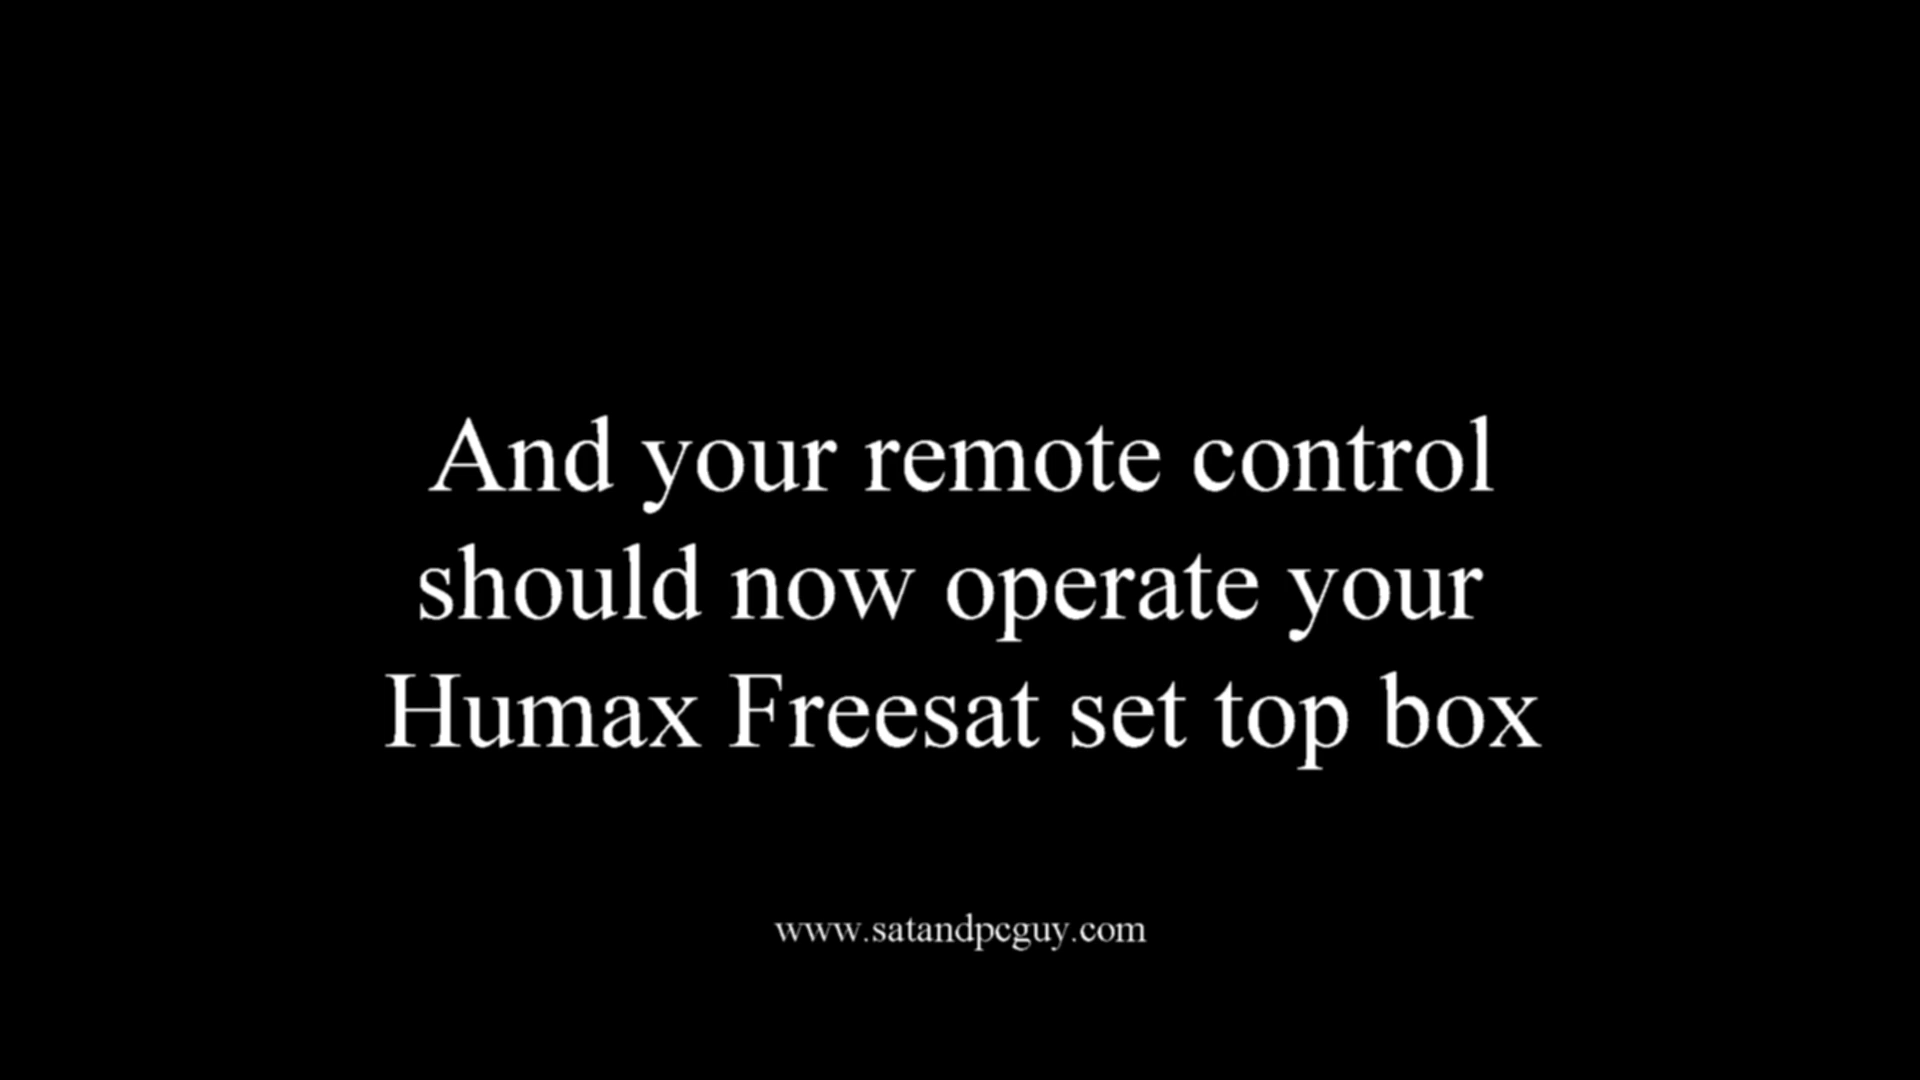 And your remote control
should now operate your
Humax Freesat set top box
www.satandpcguy.com